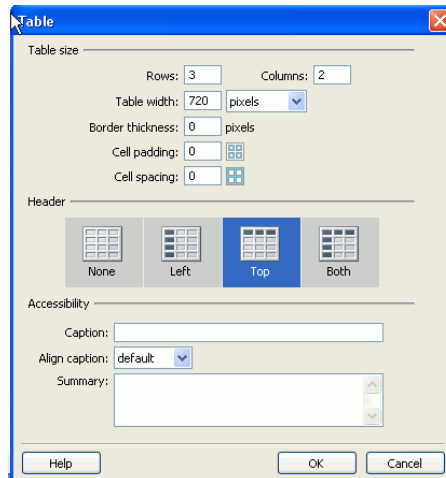 Table
Table size
Rows: 3 Columns: 2
Table width: 720 pixels
Border thickness: 0 pixels
Cell padding: 0
Cell spacing: 0
Header
None Left Top Both
Accessibility
Caption:
Align caption: default
Summary:
Help OK Cancel